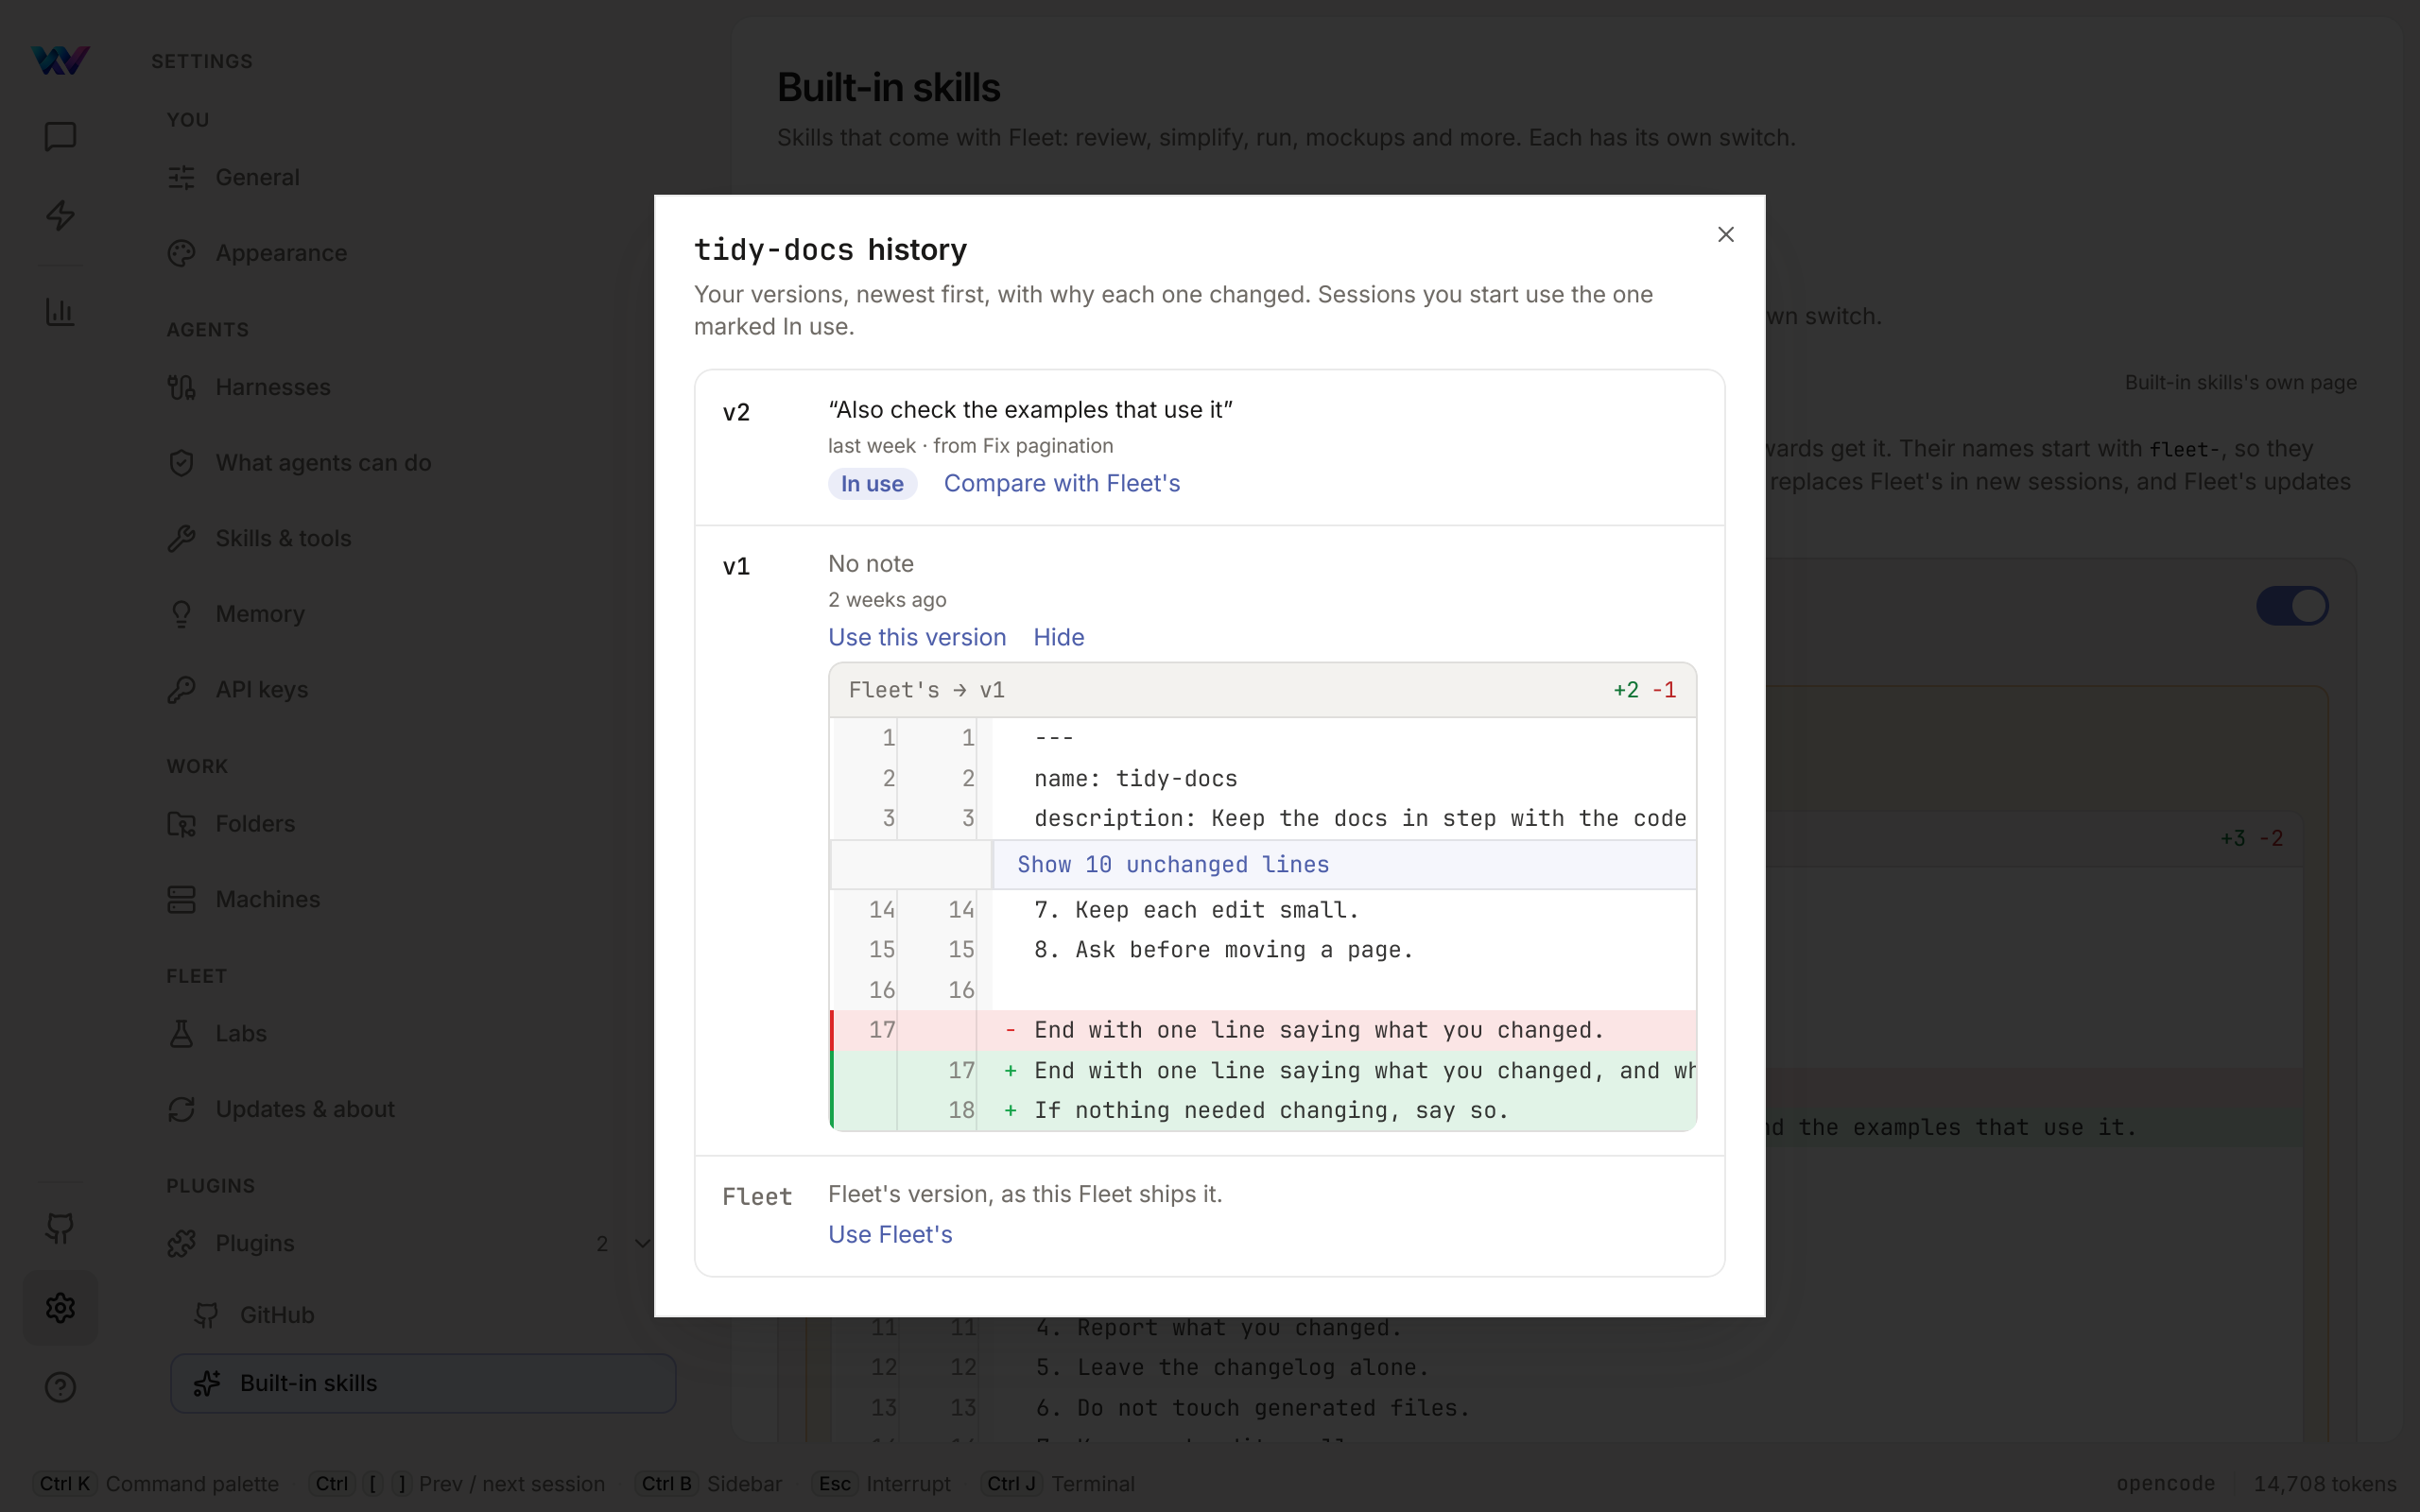 SETTINGS
YOU
General
Appearance
AGENTS
Harnesses
What agents can do
Skills & tools
Memory
API keys
WORK
Folders
Machines
FLEET
Labs
Updates & about
PLUGINS
Plugins 2
GitHub
Built-in skills
Built-in skills
Skills that come with Fleet: review, simplify, run, mockups and more. Each has its own switch.
wn switch.
Built-in skills's own page
wards get it. Their names start with fleet-, so they
replaces Fleet's in new sessions, and Fleet's updates
+3 -2
nd the examples that use it.
tidy-docs history
Your versions, newest first, with why each one changed. Sessions you start use the one
marked In use.
v2 “Also check the examples that use it”
last week · from Fix pagination
In use Compare with Fleet's
v1 No note
2 weeks ago
Use this version Hide
Fleet's → v1 +2 -1
1 1 ---
2 2 name: tidy-docs
3 3 description: Keep the docs in step with the code
Show 10 unchanged lines
14 14 7. Keep each edit small.
15 15 8. Ask before moving a page.
16 16
17 - End with one line saying what you changed.
17 + End with one line saying what you changed, and wh
18 + If nothing needed changing, say so.
Fleet Fleet's version, as this Fleet ships it.
Use Fleet's
11 11 4. Report what you changed.
12 12 5. Leave the changelog alone.
13 13 6. Do not touch generated files.
Ctrl K Command palette Ctrl [ ] Prev / next session Ctrl B Sidebar Esc Interrupt Ctrl J Terminal
opencode 14,708 tokens